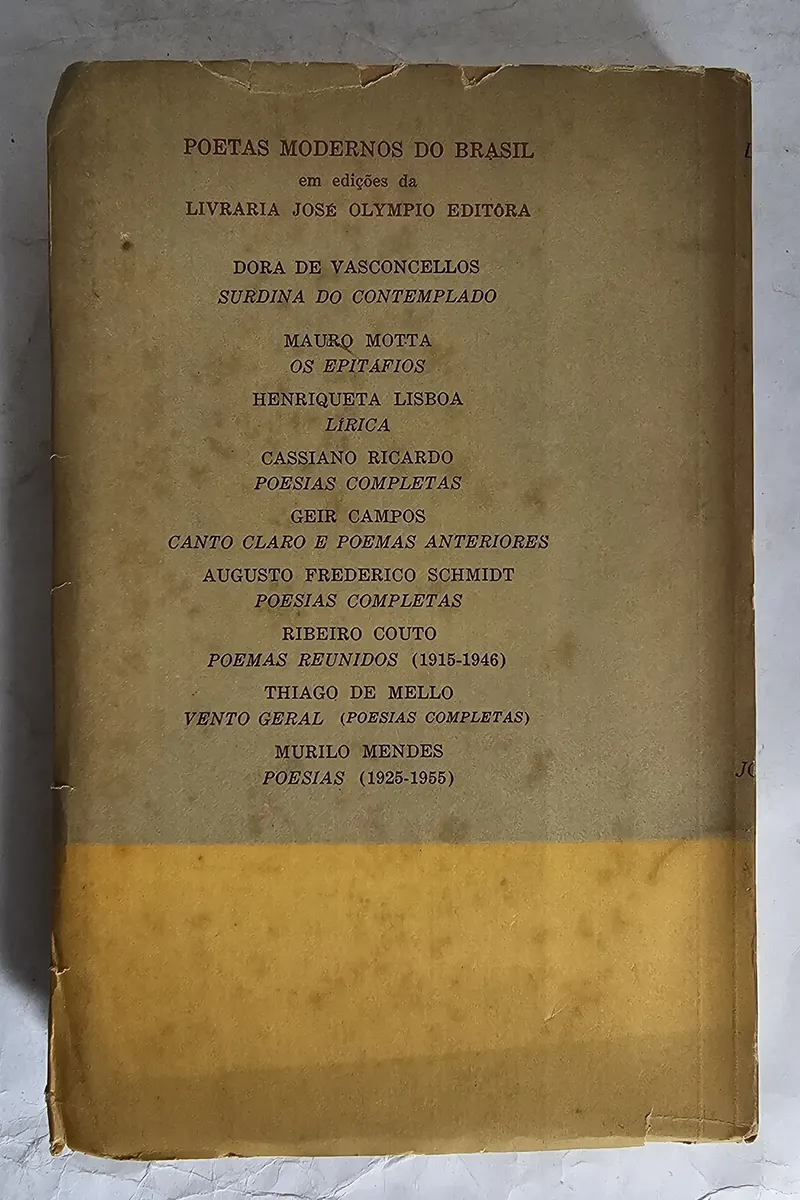 POETAS MODERNOS DO BRASIL
em edições da
LIVRARIA JOSÉ OLYMPIO EDITÔRA
DORA DE VASCONCELLOS
SURDINA DO CONTEMPLADO
MAURO MOTTA
OS EPITÁFIOS
HENRIQUETA LISBOA
LÍRICA
CASSIANO RICARDO
POESIAS COMPLETAS
GEIR CAMPOS
CANTO CLARO E POEMAS ANTERIORES
AUGUSTO FREDERICO SCHMIDT
POESIAS COMPLETAS
RIBEIRO COUTO
POEMAS REUNIDOS (1915-1946)
THIAGO DE MELLO
VENTO GERAL (POESIAS COMPLETAS)
MURILO MENDES
POESIAS (1925-1955)